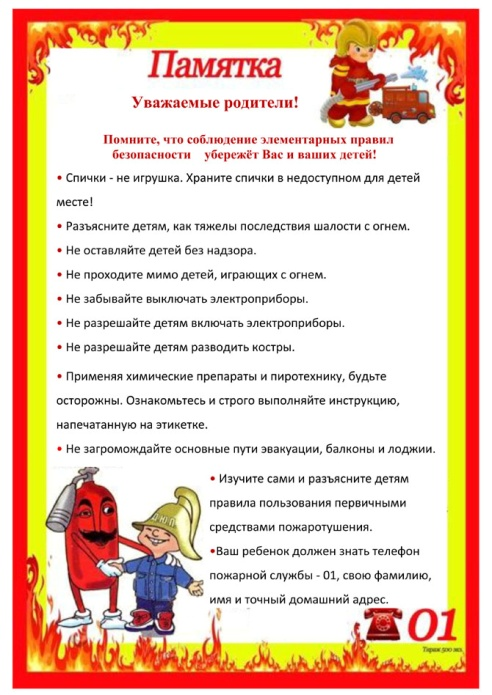 Памятка
Уважаемые родители!
Помните, что соблюдение элементарных правил
безопасности убережёт Вас и ваших детей!
• Спички - не игрушка. Храните спички в недоступном для детей
месте!
• Разъясните детям, как тяжелы последствия шалости с огнем.
• Не оставляйте детей без надзора.
• Не проходите мимо детей, играющих с огнем.
• Не забывайте выключать электроприборы.
• Не разрешайте детям включать электроприборы.
• Не разрешайте детям разводить костры.
• Применяя химические препараты и пиротехнику, будьте
осторожны. Ознакомьтесь и строго выполняйте инструкцию,
напечатанную на этикетке.
• Не загромождайте основные пути эвакуации, балконы и лоджии.
• Изучите сами и разъясните детям
правила пользования первичными
средствами пожаротушения.
•Ваш ребенок должен знать телефон
пожарной службы - 01, свою фамилию,
имя и точный домашний адрес.
ДЮП
01
Тираж 500 экз.